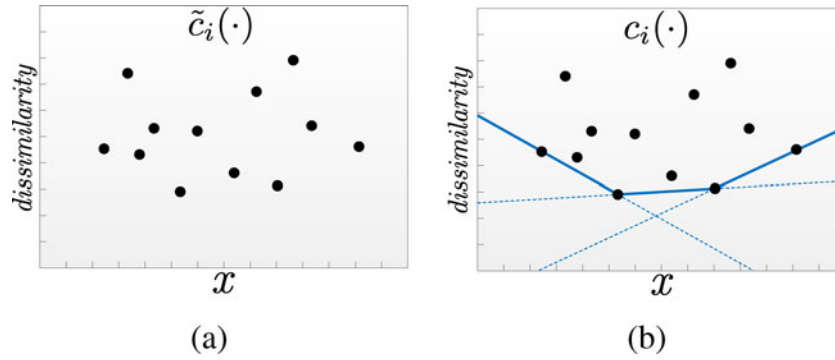 c̃ᵢ(·)
dissimilarity
x
(a)
cᵢ(·)
dissimilarity
x
(b)